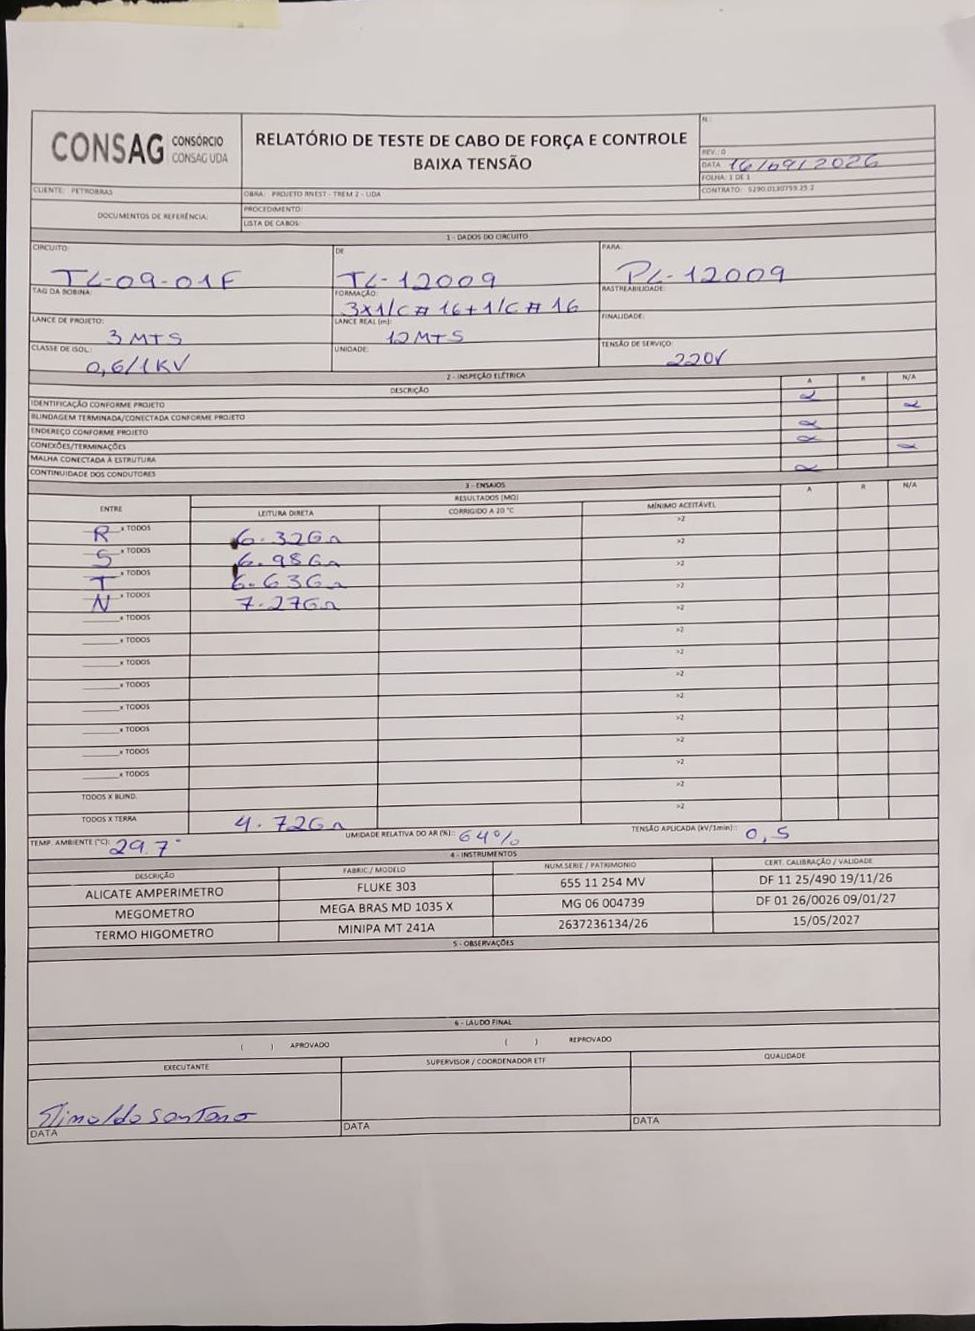 CONSAG CONSÓRCIO CONSAG UDA
RELATÓRIO DE TESTE DE CABO DE FORÇA E CONTROLE
BAIXA TENSÃO
N.:
REV.: 0
DATA 16/09/2026
FOLHA: 1 DE 1
CLIENTE: PETROBRAS OBRA: PROJETO RNEST - TREM 2 - UDA CONTRATO: 5290.0130759.25.2
DOCUMENTOS DE REFERÊNCIA: PROCEDIMENTO:
LISTA DE CABOS:
1 - DADOS DO CIRCUITO
CIRCUITO: DE PARA:
TL-09-01F TL-12009 PL-12009
TAG DA BOBINA: FORMAÇÃO: RASTREABILIDADE:
3x1/C # 16 + 1/C # 16
LANCE DE PROJETO: LANCE REAL (m): FINALIDADE:
3 MTS 12 MTS
CLASSE DE ISOL.: UNIDADE: TENSÃO DE SERVIÇO:
0,6/1KV 220V
2 - INSPEÇÃO ELÉTRICA
DESCRIÇÃO A R N/A
IDENTIFICAÇÃO CONFORME PROJETO
BLINDAGEM TERMINADA/CONECTADA CONFORME PROJETO
ENDEREÇO CONFORME PROJETO
CONEXÕES/TERMINAÇÕES
MALHA CONECTADA À ESTRUTURA
CONTINUIDADE DOS CONDUTORES
3 - ENSAIOS
ENTRE RESULTADOS (MΩ) A R N/A
LEITURA DIRETA CORRIGIDO A 20 °C MÍNIMO ACEITÁVEL
R x TODOS 6.32GΩ >2
S x TODOS 6.98GΩ >2
T x TODOS 6.63GΩ >2
N x TODOS 7.27GΩ >2
x TODOS >2
x TODOS >2
x TODOS >2
x TODOS >2
x TODOS >2
x TODOS >2
x TODOS >2
x TODOS >2
TODOS X BLIND. >2
TODOS X TERRA 4.72GΩ >2
TEMP. AMBIENTE (°C): 29.7° UMIDADE RELATIVA DO AR (%): 64% TENSÃO APLICADA (kV/1min): 0,5
4 - INSTRUMENTOS
DESCRIÇÃO FABRIC./ MODELO NUM.SERIE / PATRIMONIO CERT. CALIBRAÇÃO / VALIDADE
ALICATE AMPERIMETRO FLUKE 303 655 11 254 MV DF 11 25/490 19/11/26
MEGOMETRO MEGA BRAS MD 1035 X MG 06 004739 DF 01 26/0026 09/01/27
TERMO HIGOMETRO MINIPA MT 241A 2637236134/26 15/05/2027
5 - OBSERVAÇÕES
6 - LAUDO FINAL
( ) APROVADO ( ) REPROVADO
EXECUTANTE SUPERVISOR / COORDENADOR ETF QUALIDADE
DATA DATA DATA